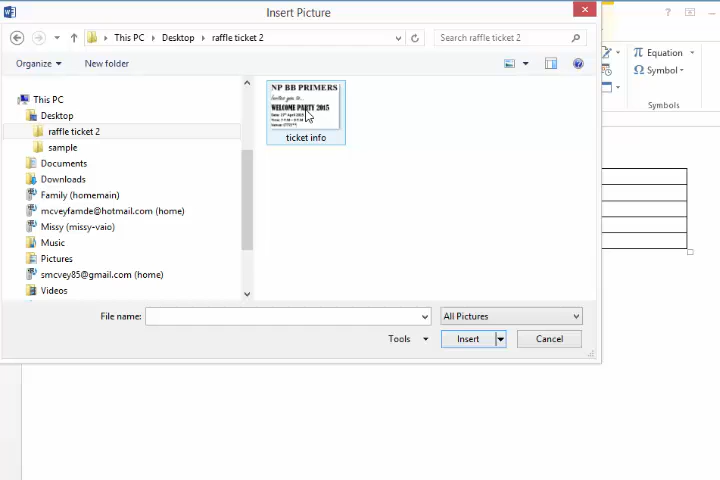 Insert Picture
This PC
Desktop
raffle ticket 2
Search raffle ticket 2
Organize
New folder
This PC
Desktop
raffle ticket 2
sample
Documents
Downloads
Family (homemain)
mcveyfamde@hotmail.com (home)
Missy (missy-vaio)
Music
Pictures
smcvey85@gmail.com (home)
Videos
NP BB PRIMERS
invites you to...
WELCOME PARTY 2015
ticket info
File name:
All Pictures
Tools
Insert
Cancel
π Equation
Ω Symbol
Symbols